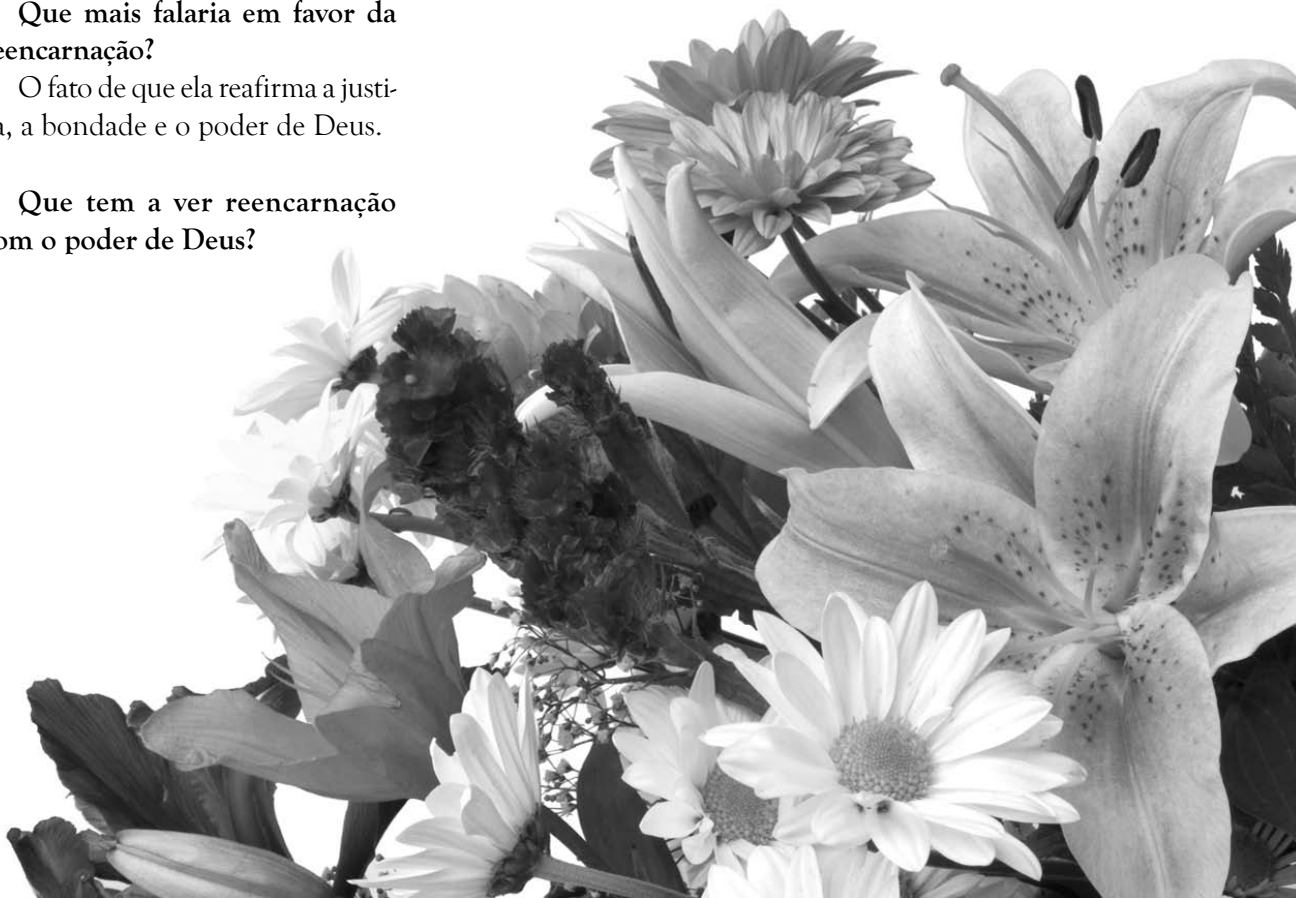 Que mais falaria em favor da
eencarnação?
O fato de que ela reafirma a justi-
a, a bondade e o poder de Deus.
Que tem a ver reencarnação
om o poder de Deus?